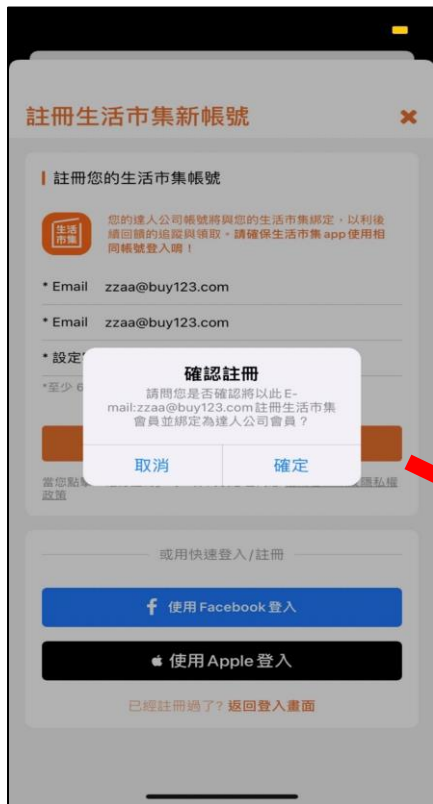 註冊生活市集新帳號
註冊您的生活市集帳號
生活
市集
您的達人公司帳號將與您的生活市集綁定,以利後
續回饋的追蹤與領取。請確保生活市集app使用相
同帳號登入唷!
* Email zzaa@buy123.com
* Email zzaa@buy123.com
* 設定
*至少 6
確認註冊
請問您是否確認將以此E-
mail:zzaa@buy123.com註冊生活市集
會員並綁定為達人公司會員?
取消 確定
當您點擊
隱私權
政策
或用快速登入/註冊
f 使用 Facebook 登入
使用 Apple 登入
已經註冊過了? 返回登入畫面